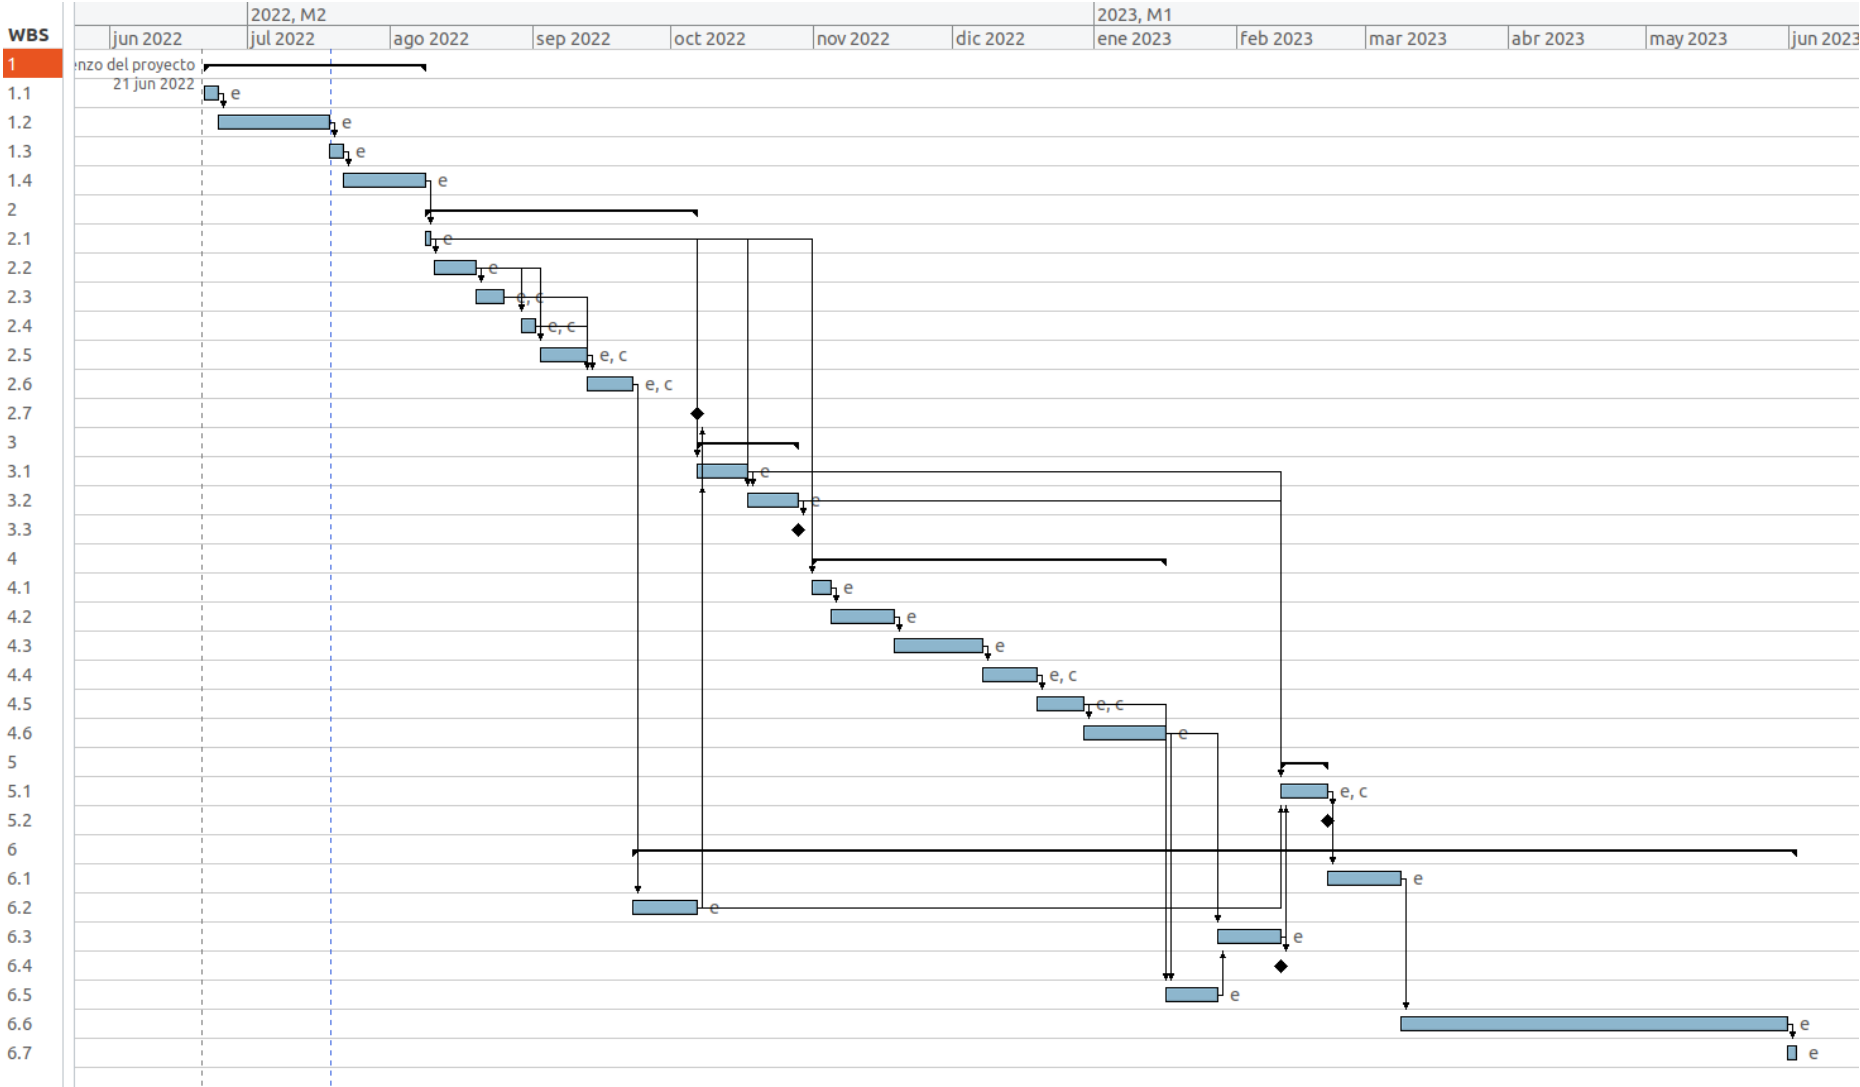 2022, M2 2023, M1
WBS jun 2022 jul 2022 ago 2022 sep 2022 oct 2022 nov 2022 dic 2022 ene 2023 feb 2023 mar 2023 abr 2023 may 2023 jun 2023
1 enzo del proyecto
21 jun 2022
1.1 e
1.2 e
1.3 e
1.4 e
2
2.1 e
2.2 e
2.3 e, c
2.4 e, c
2.5 e, c
2.6 e, c
2.7
3
3.1 e
3.2 e
3.3
4
4.1 e
4.2 e
4.3 e
4.4 e, c
4.5 e, c
4.6 e
5
5.1 e, c
5.2
6
6.1 e
6.2 e
6.3 e
6.4
6.5 e
6.6 e
6.7 e